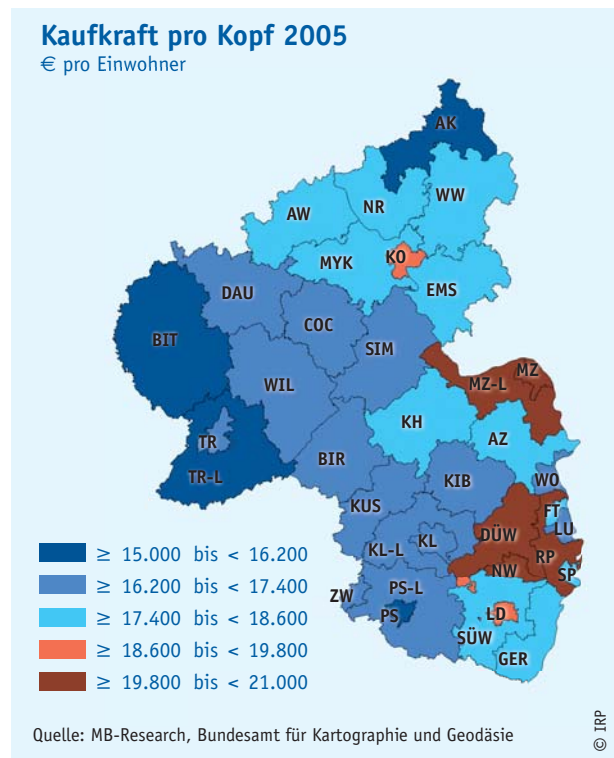 Kaufkraft pro Kopf 2005
€ pro Einwohner
AK
WW
NR
AW
KO
MYK
EMS
DAU
COC
BIT
SIM
WIL
MZ
MZ-L
KH
AZ
TR
TR-L
BIR
KIB
WO
KUS
FT
LU
KL
KL-L
DÜW
RP
NW
SP
PS-L
ZW
PS
LD
SÜW
GER
≥ 15.000 bis < 16.200
≥ 16.200 bis < 17.400
≥ 17.400 bis < 18.600
≥ 18.600 bis < 19.800
≥ 19.800 bis < 21.000
Quelle: MB-Research, Bundesamt für Kartographie und Geodäsie
© IRP